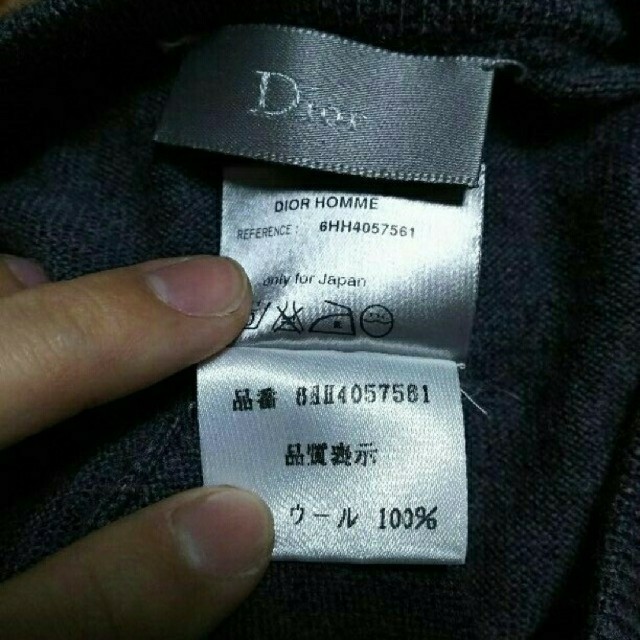 Dior
DIOR HOMME
REFERENCE: 6HH4057561
only for Japan
品番 6HH4057561
品質表示
ウール 100%